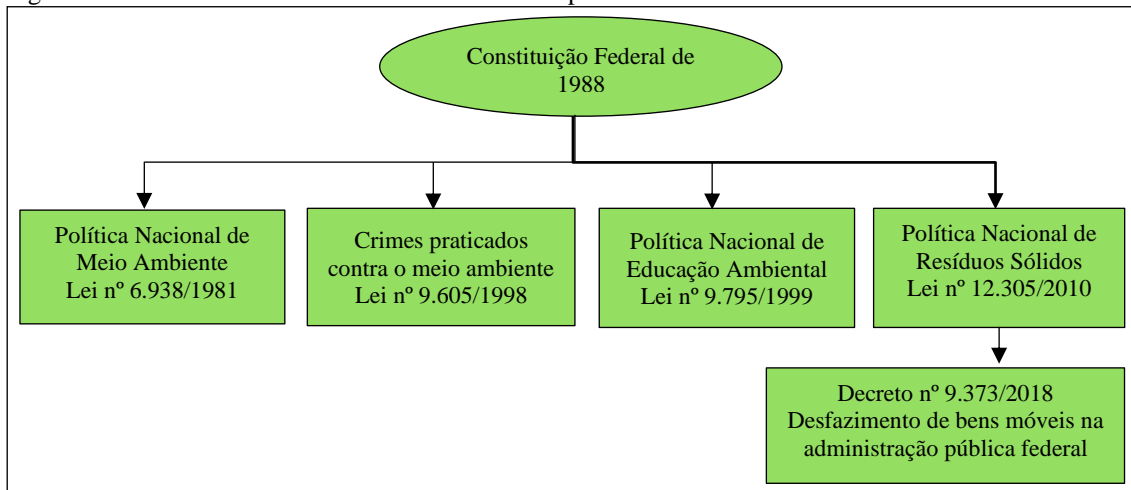 Constituição Federal de
1988
Política Nacional de
Meio Ambiente
Lei nº 6.938/1981
Crimes praticados
contra o meio ambiente
Lei nº 9.605/1998
Política Nacional de
Educação Ambiental
Lei nº 9.795/1999
Política Nacional de
Resíduos Sólidos
Lei nº 12.305/2010
Decreto nº 9.373/2018
Desfazimento de bens móveis na
administração pública federal